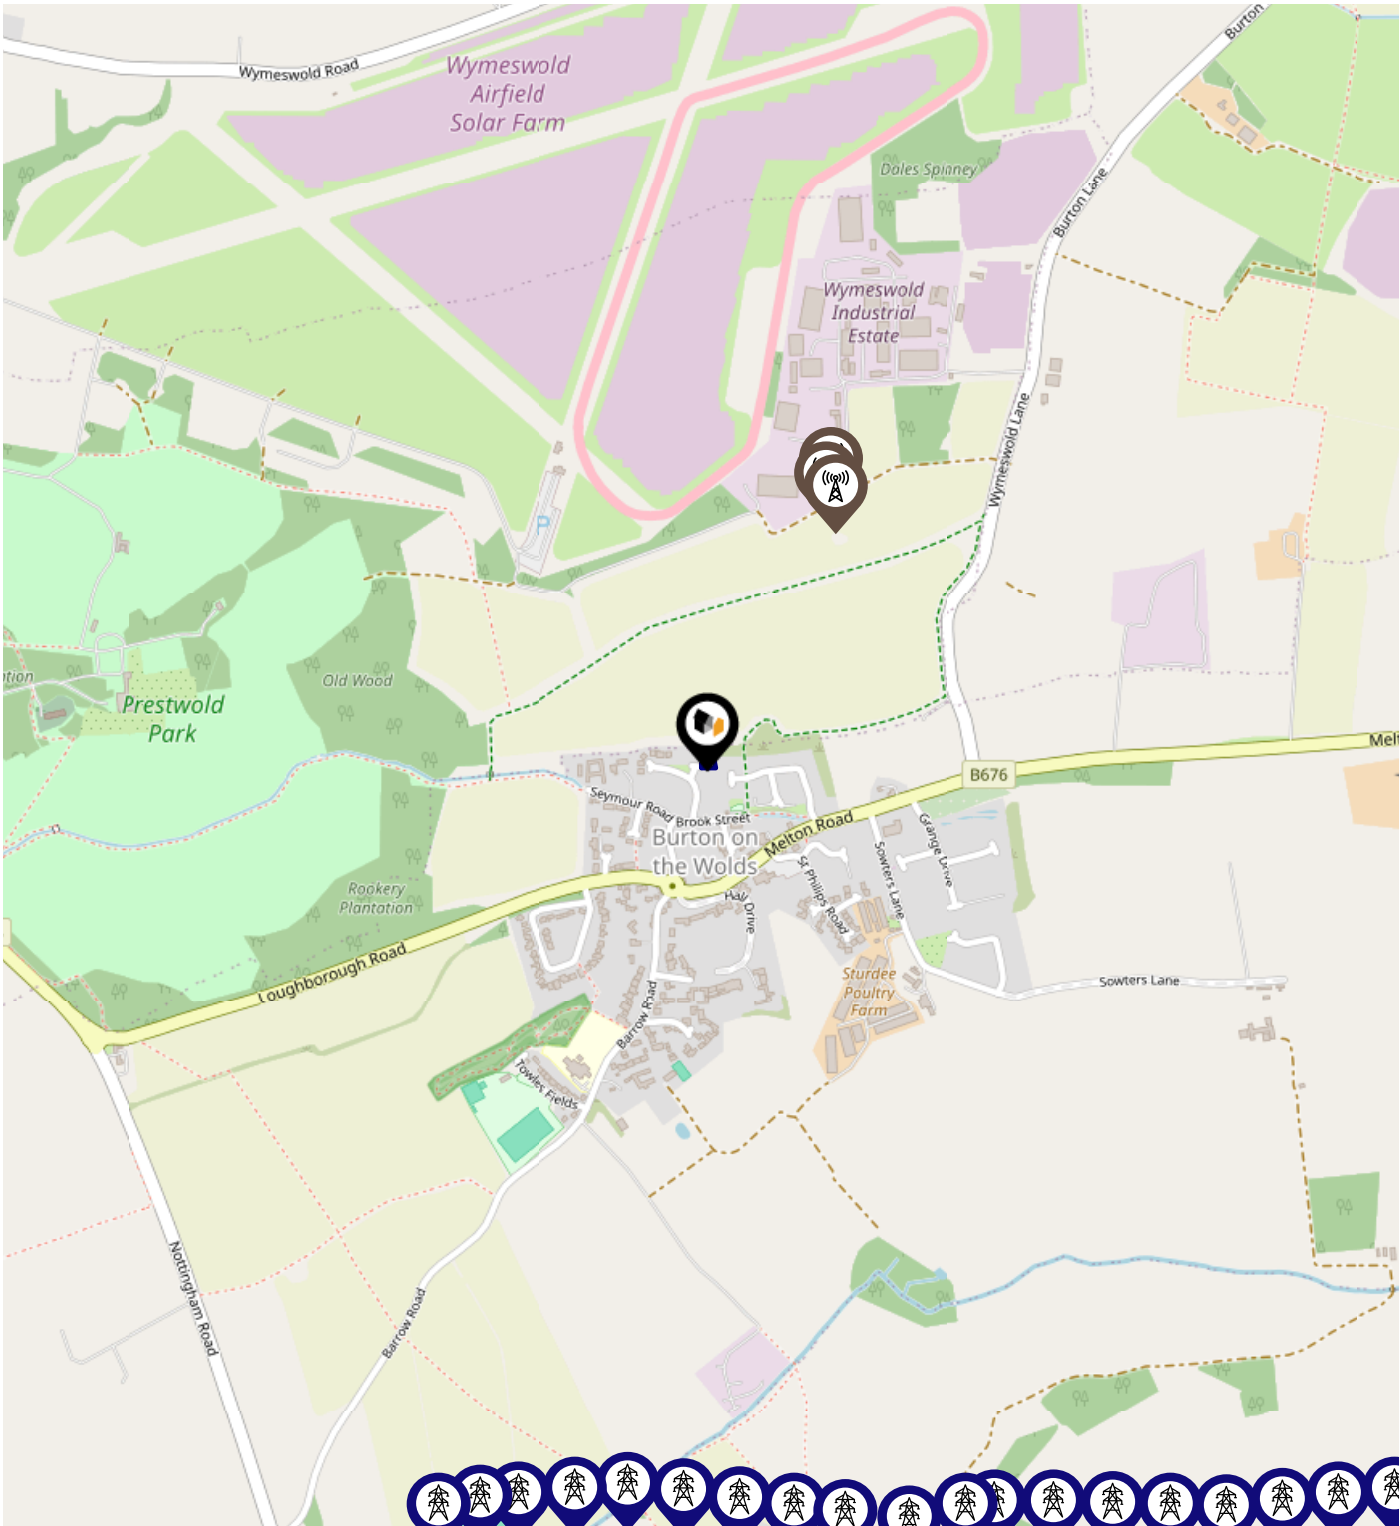 Burton
Wymeswold Road
Wymeswold
Airfield
Solar Farm
Dales Spinney
Burton Lane
Wymeswold
Industrial
Estate
Wymeswold Lane
P
Old Wood
Prestwold
Park
B676
Seymour Road
Brook Street
Burton on
the Wolds
Melton Road
Grange Drive
Sowters Lane
St Philips Road
Hall Drive
Rookery
Plantation
Loughborough Road
Sturdee
Poultry
Farm
Sowters Lane
Barrow Road
Towles Fields
Nottingham Road
Barrow Road